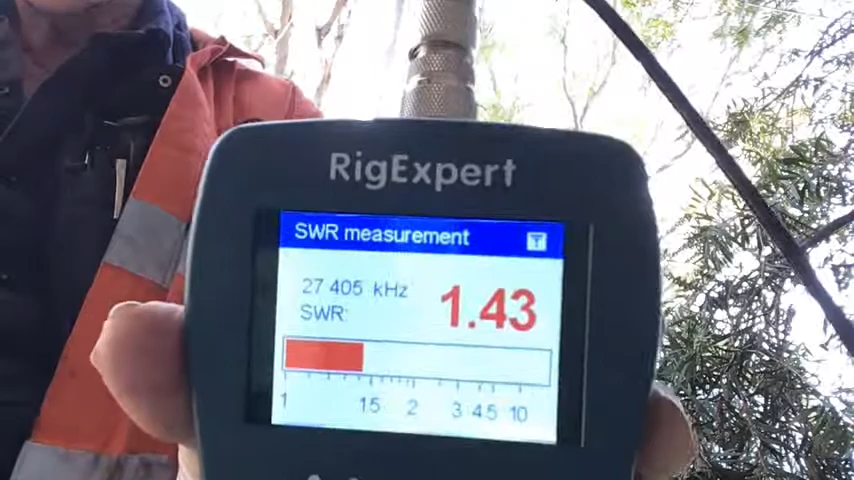 RigExpert
SWR measurement
27 405 kHz
SWR:
1.43
1 1.5 2 3 4.5 10